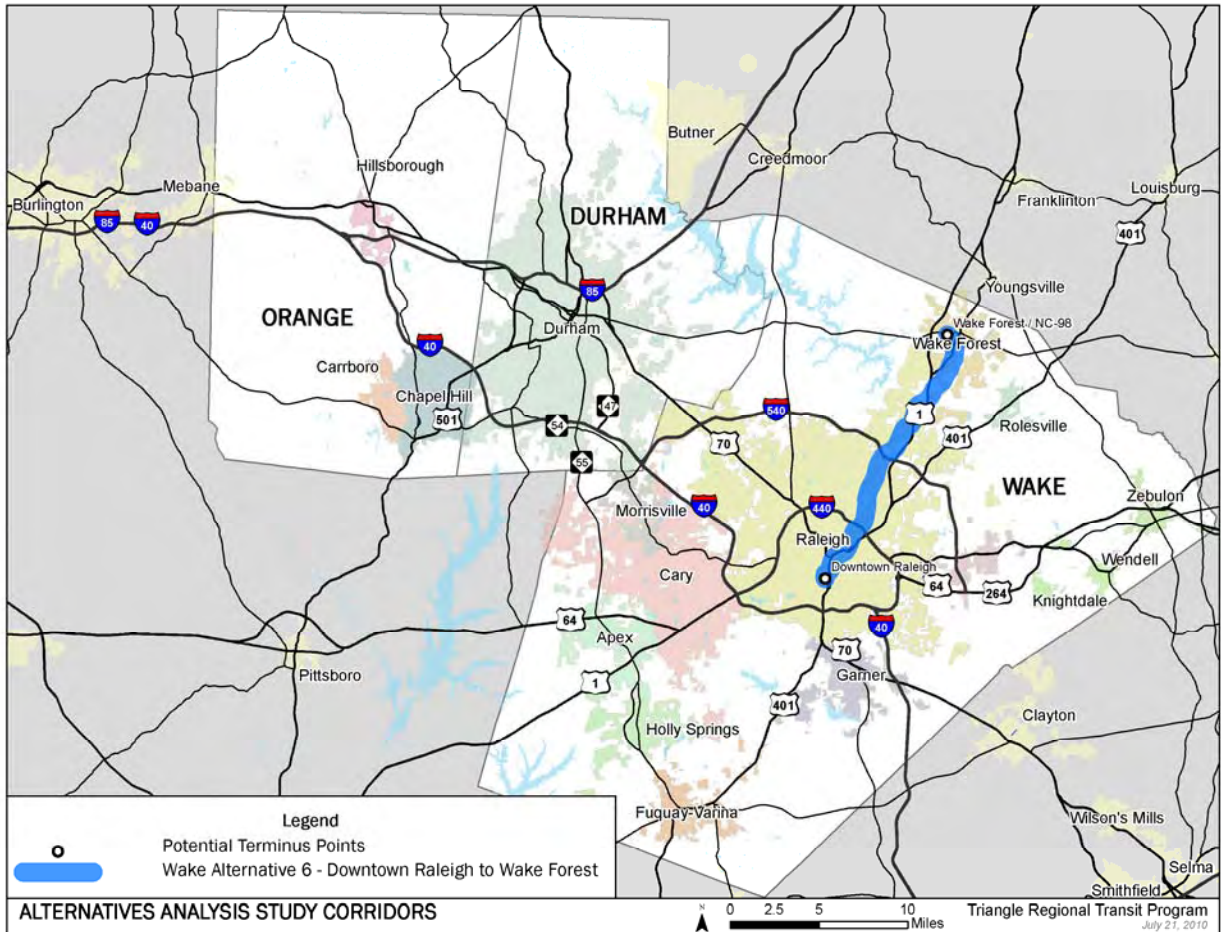 Butner
Creedmoor
Hillsborough
Mebane
Burlington
85
40
Franklinton
Louisburg
401
DURHAM
85
Youngsville
ORANGE
Durham
Wake Forest / NC-98
Wake Forest
40
Carrboro
Chapel Hill
501
147
54
540
1
401
Rolesville
70
55
WAKE
Morrisville
40
440
Zebulon
Raleigh
Wendell
Cary
Downtown Raleigh
64
264
Knightdale
64
Apex
40
Pittsboro
70
Garner
1
401
Clayton
Holly Springs
Fuquay-Varina
Wilson's Mills
Selma
Smithfield
Legend
Potential Terminus Points
Wake Alternative 6 - Downtown Raleigh to Wake Forest
ALTERNATIVES ANALYSIS STUDY CORRIDORS
N
0 2.5 5 10
Miles
Triangle Regional Transit Program
July 21, 2010